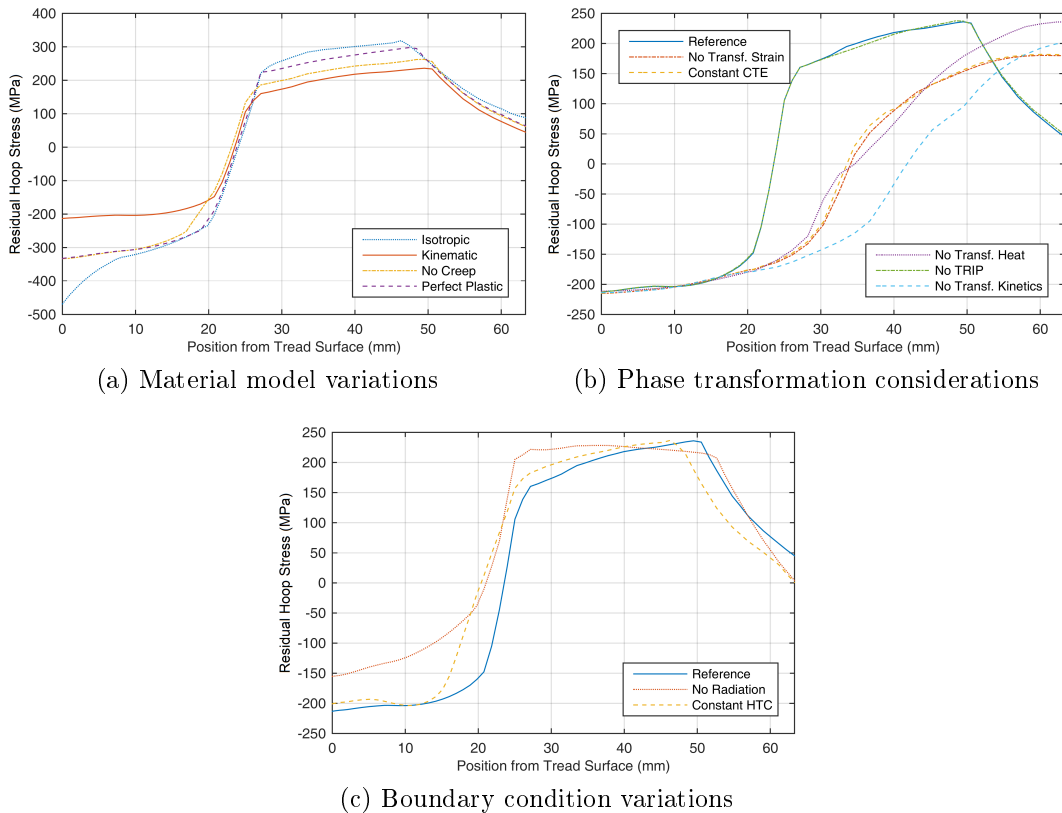 400
300
200
100
0
-100
-200
-300
-400
-500
Residual Hoop Stress (MPa)
0
10
20
30
40
50
60
Position from Tread Surface (mm)
Isotropic
Kinematic
No Creep
Perfect Plastic
(a) Material model variations
250
200
150
100
50
0
-50
-100
-150
-200
-250
Residual Hoop Stress (MPa)
0
10
20
30
40
50
60
Position from Tread Surface (mm)
Reference
No Transf. Strain
Constant CTE
No Transf. Heat
No TRIP
No Transf. Kinetics
(b) Phase transformation considerations
250
200
150
100
50
0
-50
-100
-150
-200
-250
Residual Hoop Stress (MPa)
0
10
20
30
40
50
60
Position from Tread Surface (mm)
Reference
No Radiation
Constant HTC
(c) Boundary condition variations